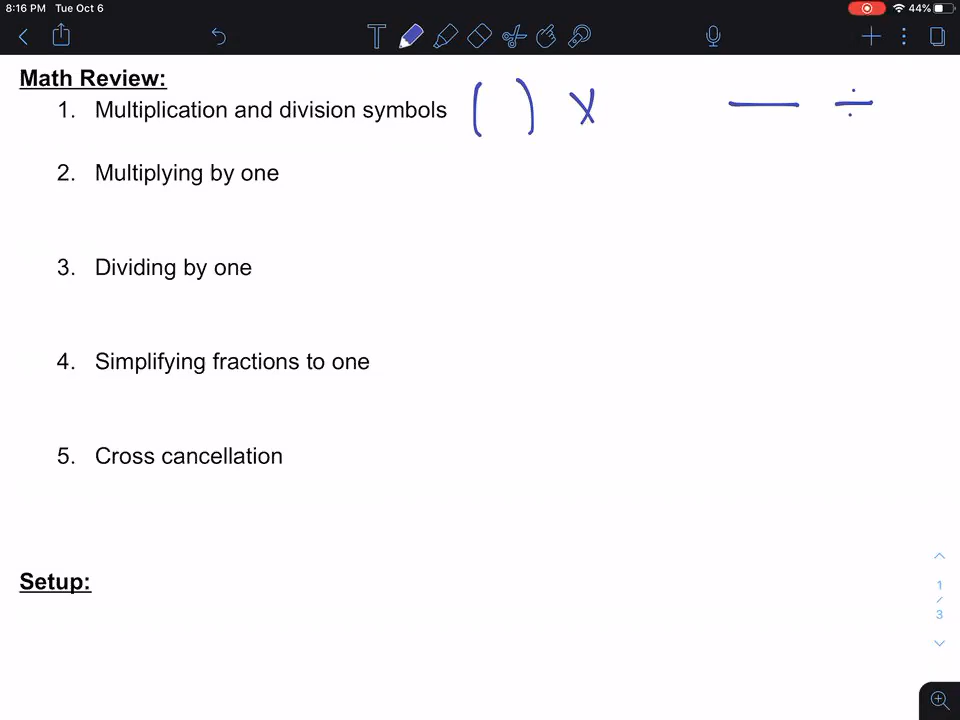 8:16 PM Tue Oct 6 44%
T
Math Review:
1. Multiplication and division symbols ( ) x — ÷
2. Multiplying by one
3. Dividing by one
4. Simplifying fractions to one
5. Cross cancellation
Setup:
1
/
3